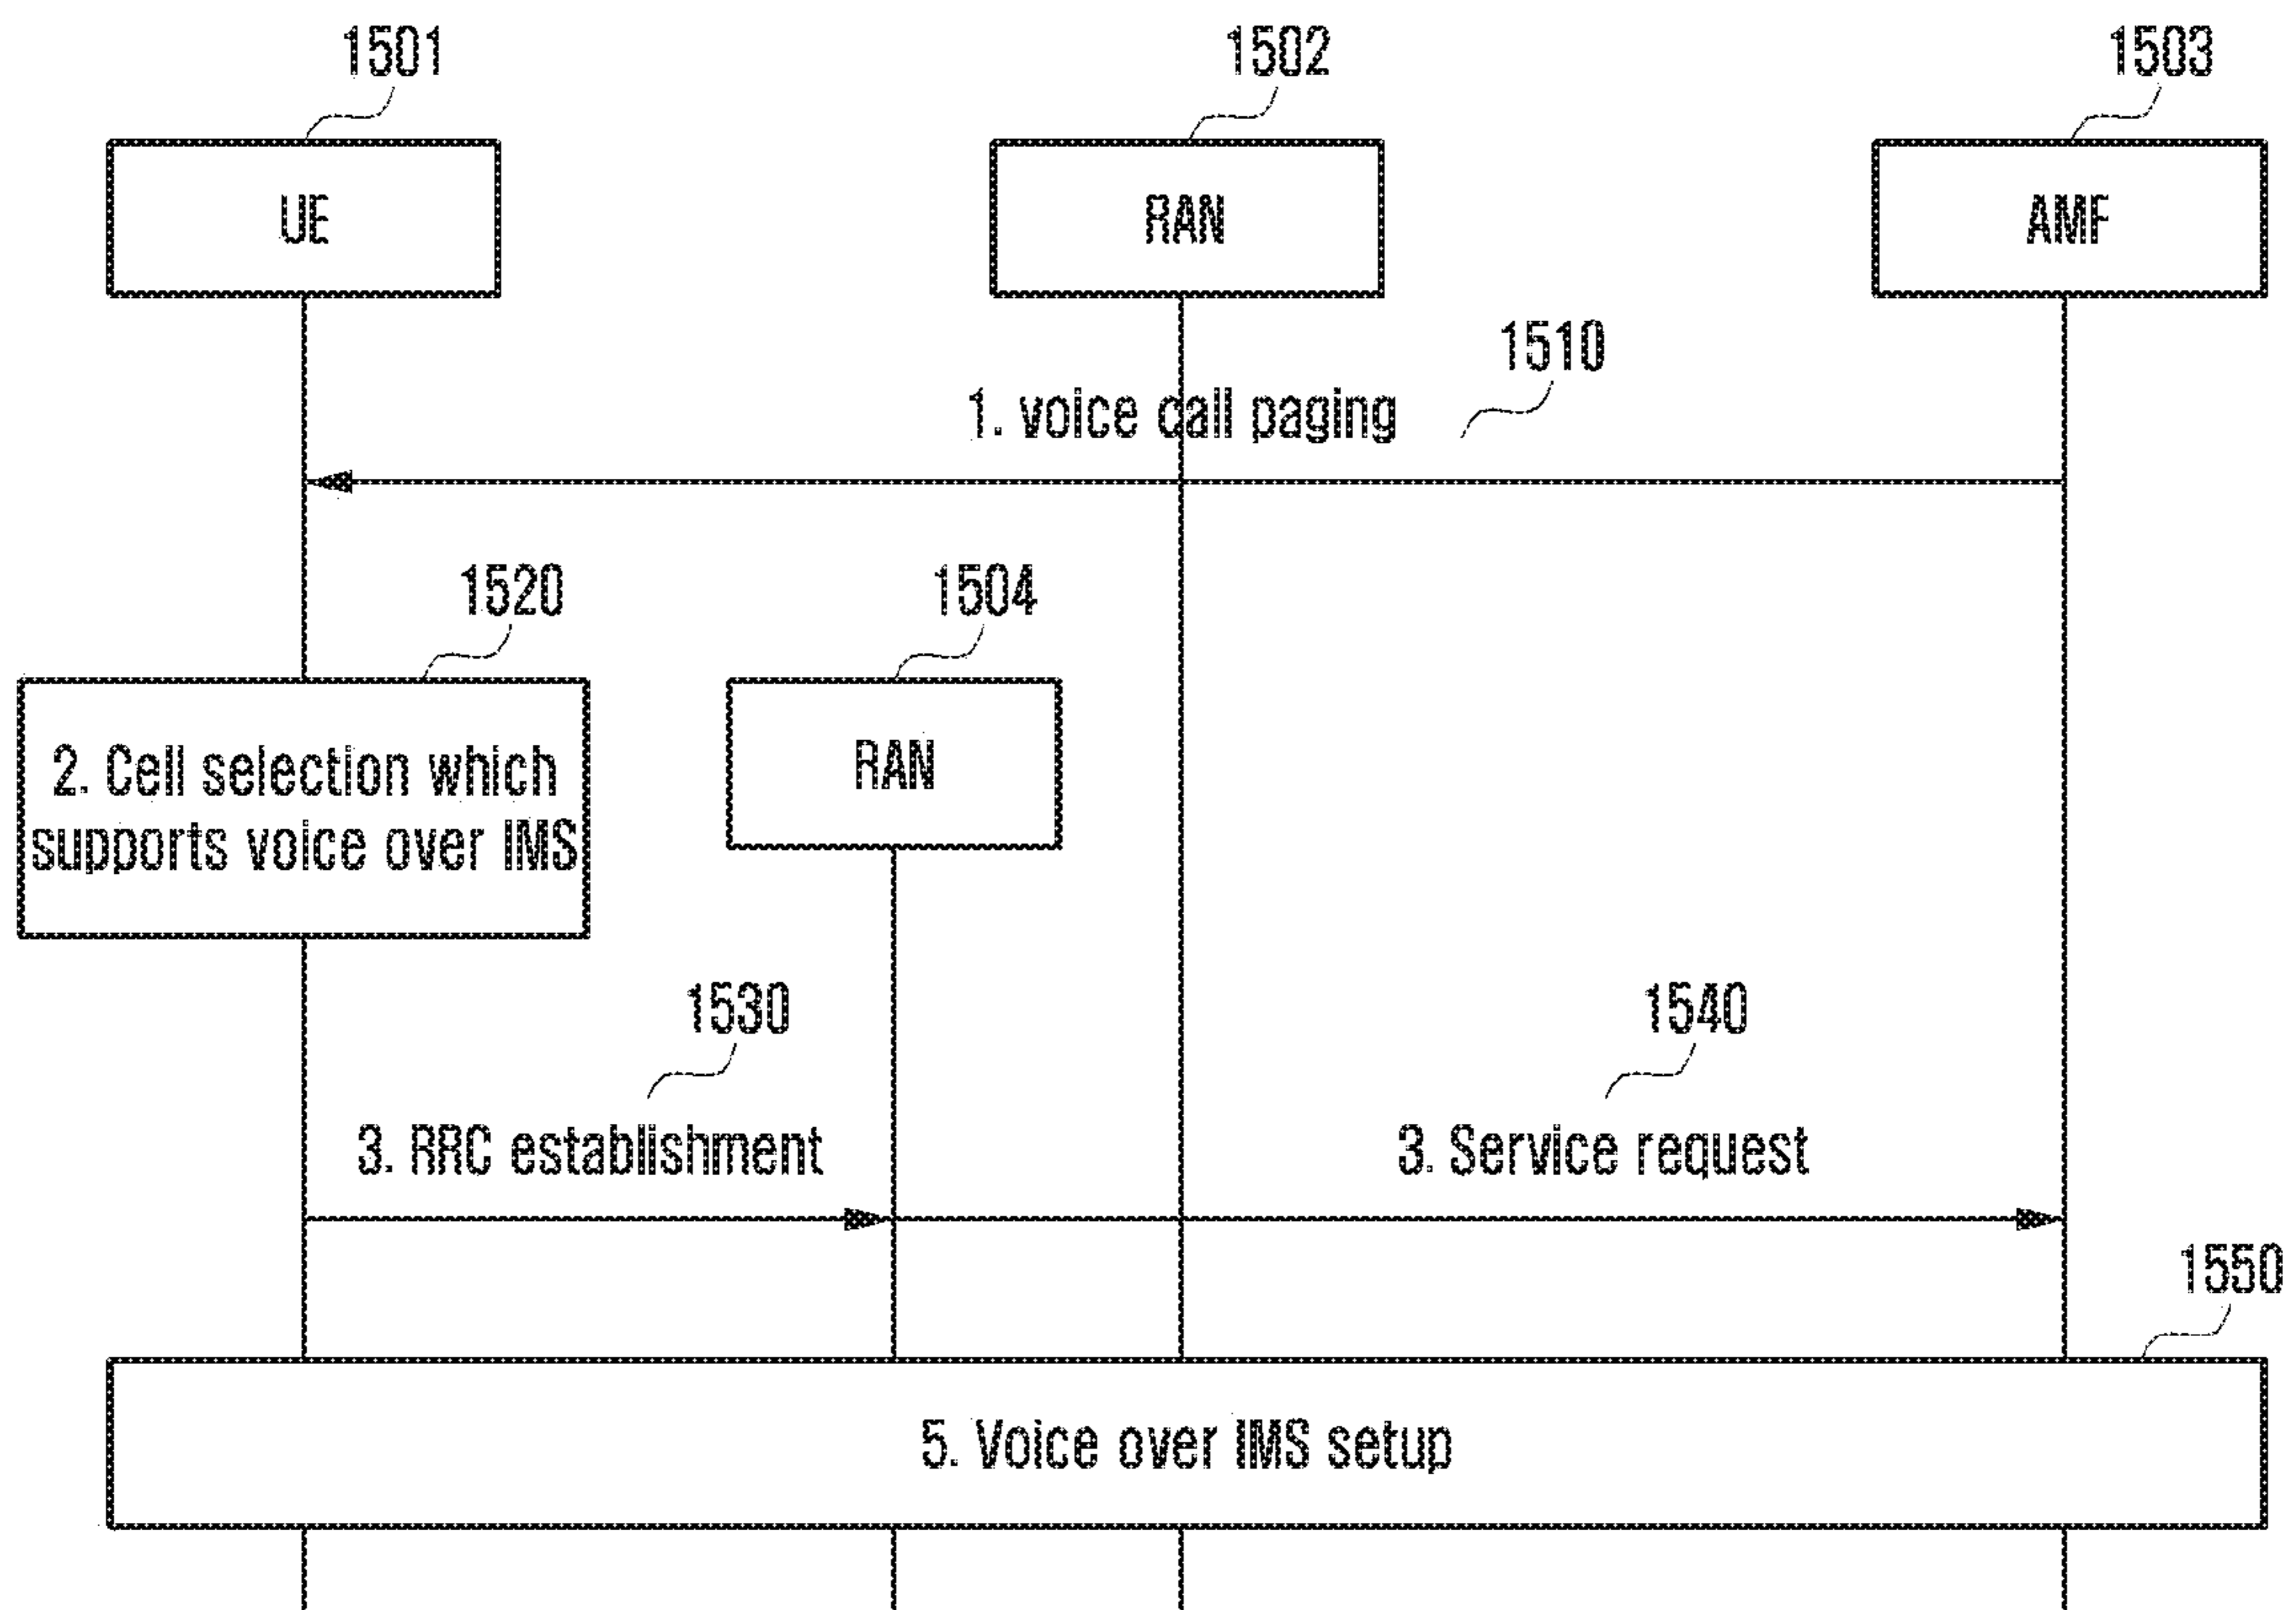 1501
1502
1503
UE
RAN
AMF
1510
1. voice call paging
1520
1504
2. Cell selection which
supports voice over IMS
RAN
1530
1540
3. RRC establishment
3. Service request
1550
5. Voice over IMS setup